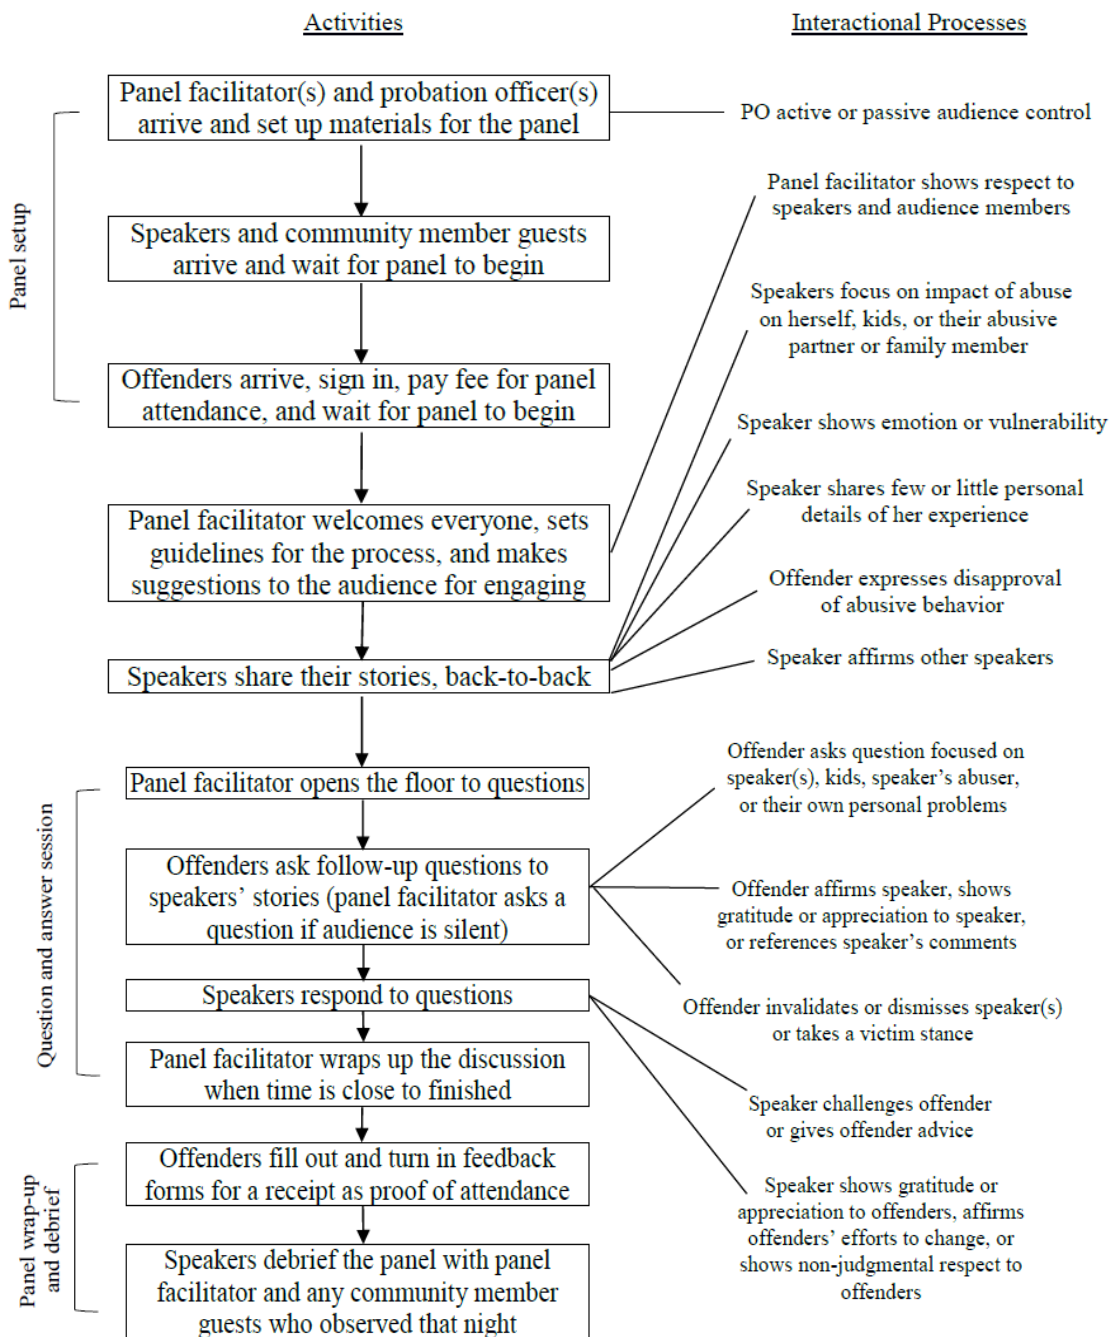 Activities
Interactional Processes
Panel setup
Panel facilitator(s) and probation officer(s)
arrive and set up materials for the panel
PO active or passive audience control
Speakers and community member guests
arrive and wait for panel to begin
Offenders arrive, sign in, pay fee for panel
attendance, and wait for panel to begin
Panel facilitator welcomes everyone, sets
guidelines for the process, and makes
suggestions to the audience for engaging
Panel facilitator shows respect to
speakers and audience members
Speakers share their stories, back-to-back
Speakers focus on impact of abuse
on herself, kids, or their abusive
partner or family member
Speaker shows emotion or vulnerability
Speaker shares few or little personal
details of her experience
Offender expresses disapproval
of abusive behavior
Speaker affirms other speakers
Question and answer session
Panel facilitator opens the floor to questions
Offenders ask follow-up questions to
speakers’ stories (panel facilitator asks a
question if audience is silent)
Offender asks question focused on
speaker(s), kids, speaker’s abuser,
or their own personal problems
Offender affirms speaker, shows
gratitude or appreciation to speaker,
or references speaker’s comments
Offender invalidates or dismisses speaker(s)
or takes a victim stance
Speakers respond to questions
Speaker challenges offender
or gives offender advice
Speaker shows gratitude or
appreciation to offenders, affirms
offenders’ efforts to change, or
shows non-judgmental respect to
offenders
Panel facilitator wraps up the discussion
when time is close to finished
Panel wrap-up
and debrief
Offenders fill out and turn in feedback
forms for a receipt as proof of attendance
Speakers debrief the panel with panel
facilitator and any community member
guests who observed that night